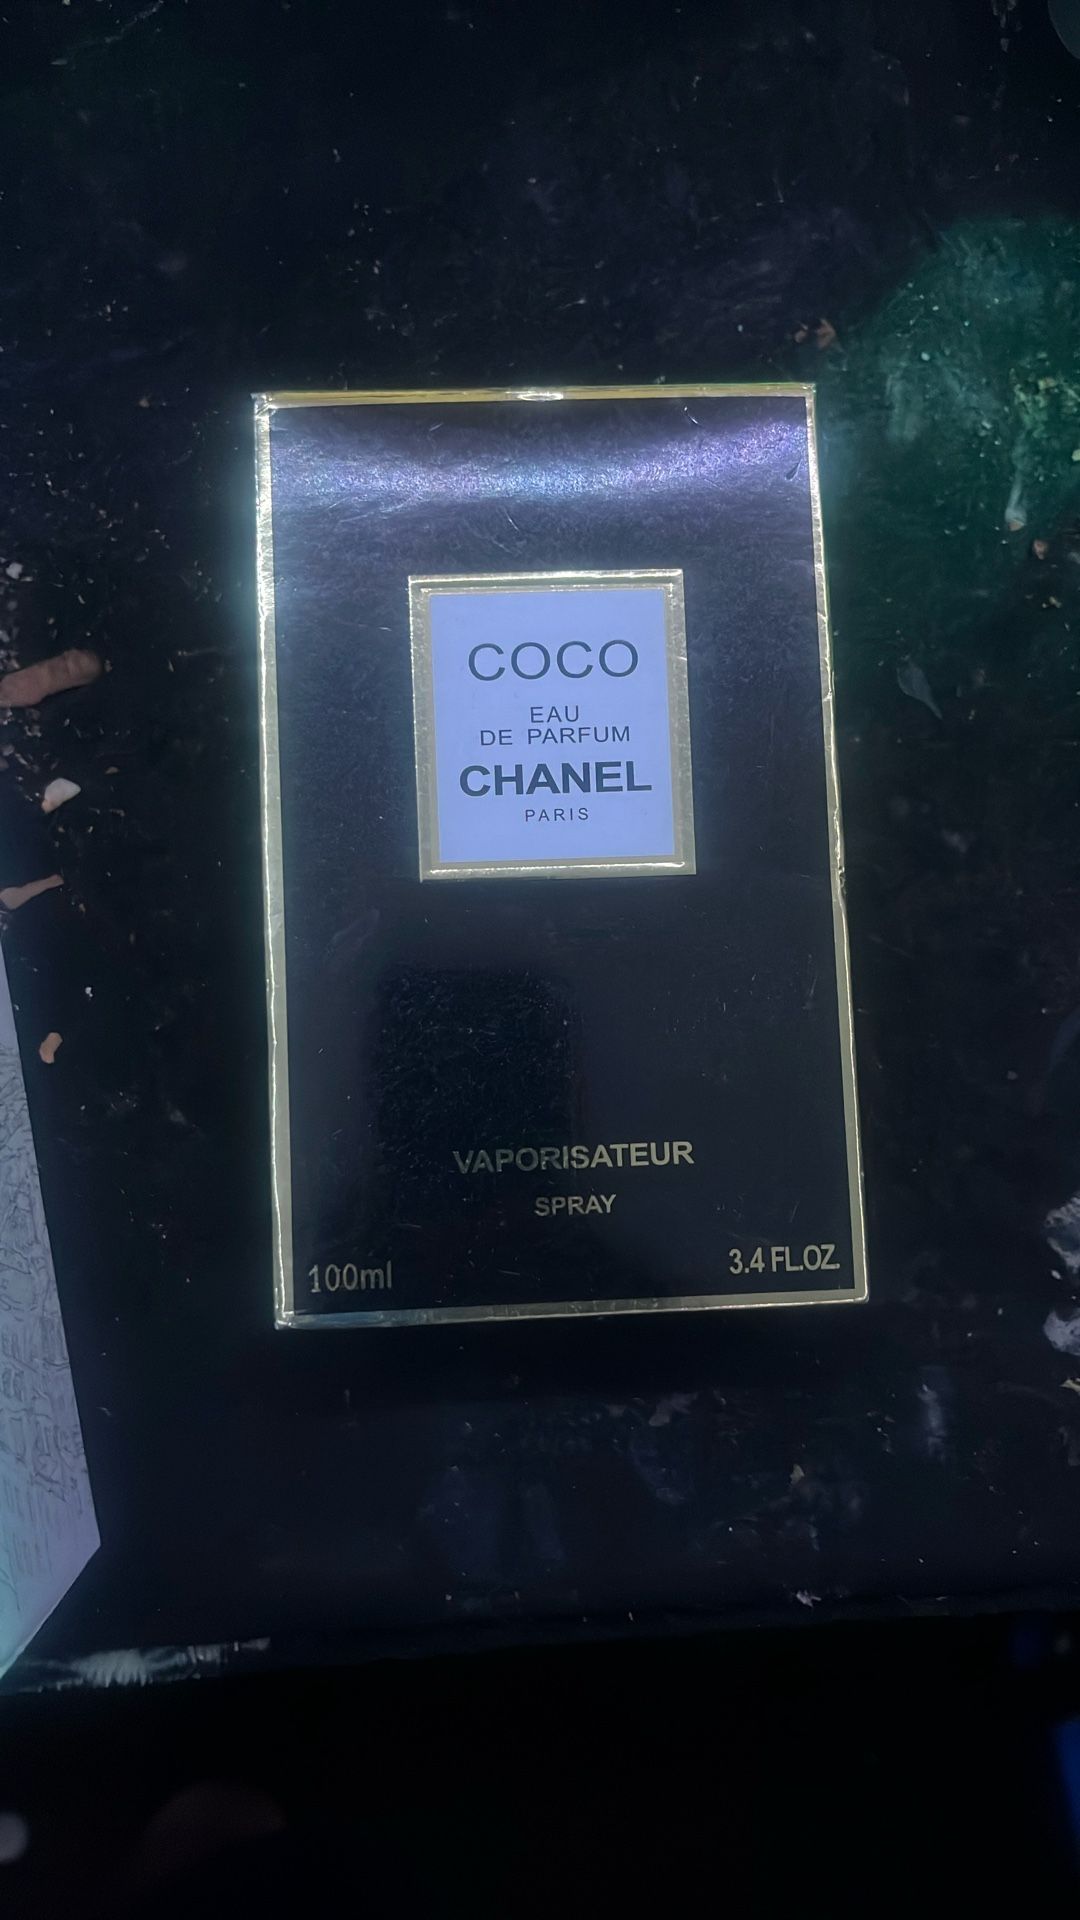 COCO
EAU
DE PARFUM
CHANEL
PARIS
VAPORISATEUR
SPRAY
100ml
3.4 FL.OZ.